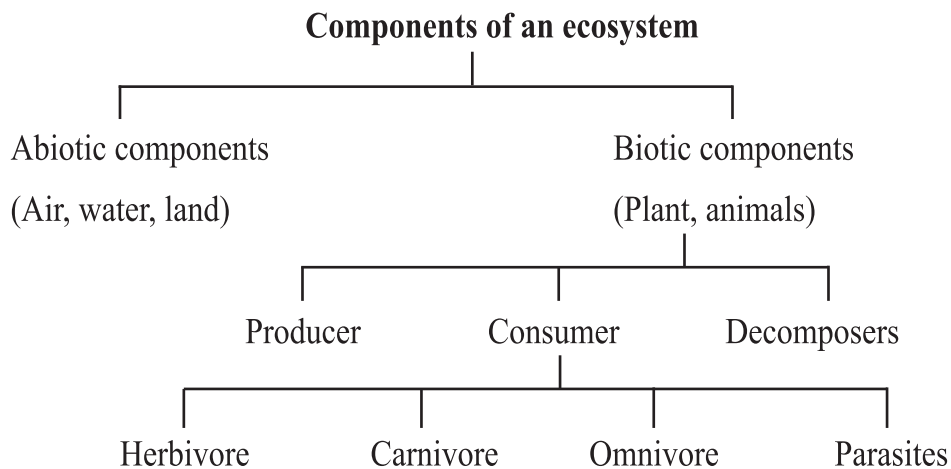 Components of an ecosystem
Abiotic components
(Air, water, land)
Biotic components
(Plant, animals)
Producer
Consumer
Decomposers
Herbivore
Carnivore
Omnivore
Parasites